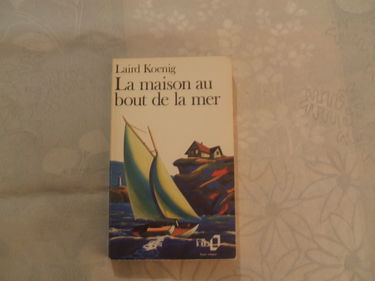 Laird Koenig
La maison au
bout de la mer